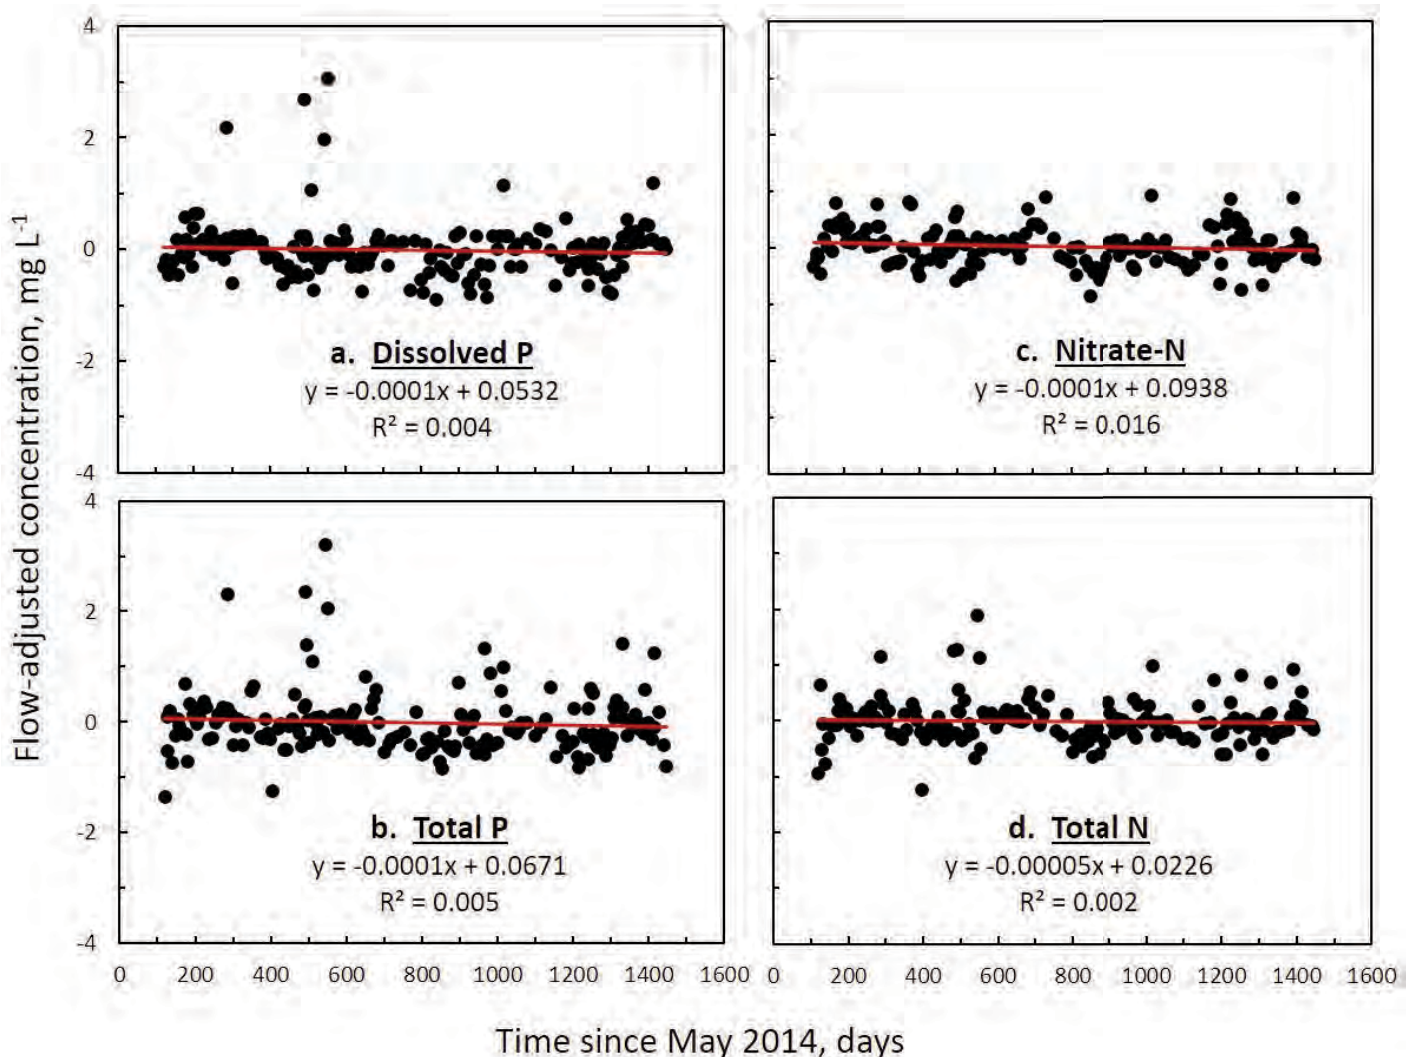 Flow-adjusted concentration, mg L⁻¹
4
2
0
-2
-4
a. Dissolved P
y = -0.0001x + 0.0532
R² = 0.004
c. Nitrate-N
y = -0.0001x + 0.0938
R² = 0.016
4
2
0
-2
-4
b. Total P
y = -0.0001x + 0.0671
R² = 0.005
d. Total N
y = -0.00005x + 0.0226
R² = 0.002
0 200 400 600 800 1000 1200 1400 1600
0 200 400 600 800 1000 1200 1400 1600
Time since May 2014, days